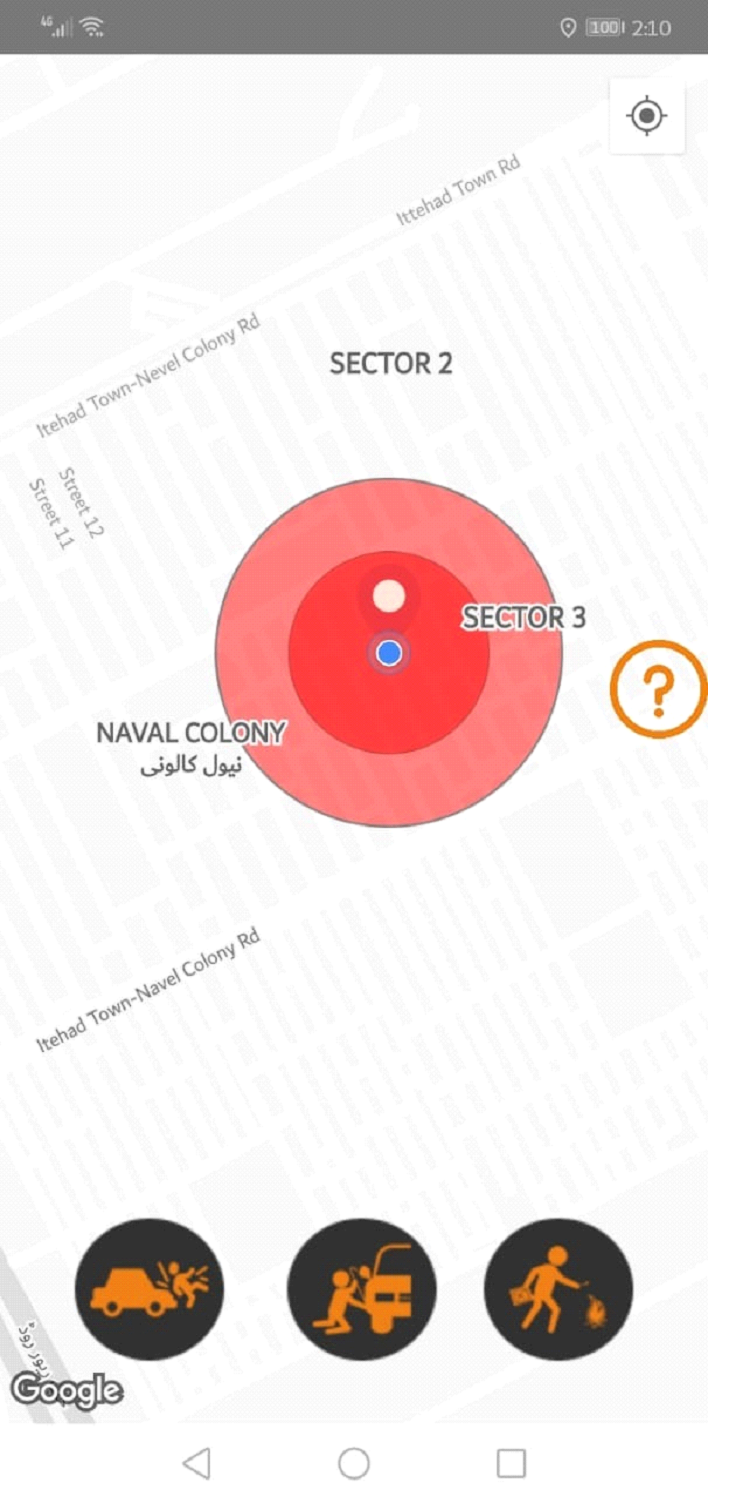 4G 100 2:10
Ittehad Town Rd
Itehad Town-Nevel Colony Rd
SECTOR 2
Street 12
Street 11
SECTOR 3
?
NAVAL COLONY
نیول کالونی
Itehad Town-Navel Colony Rd
Google